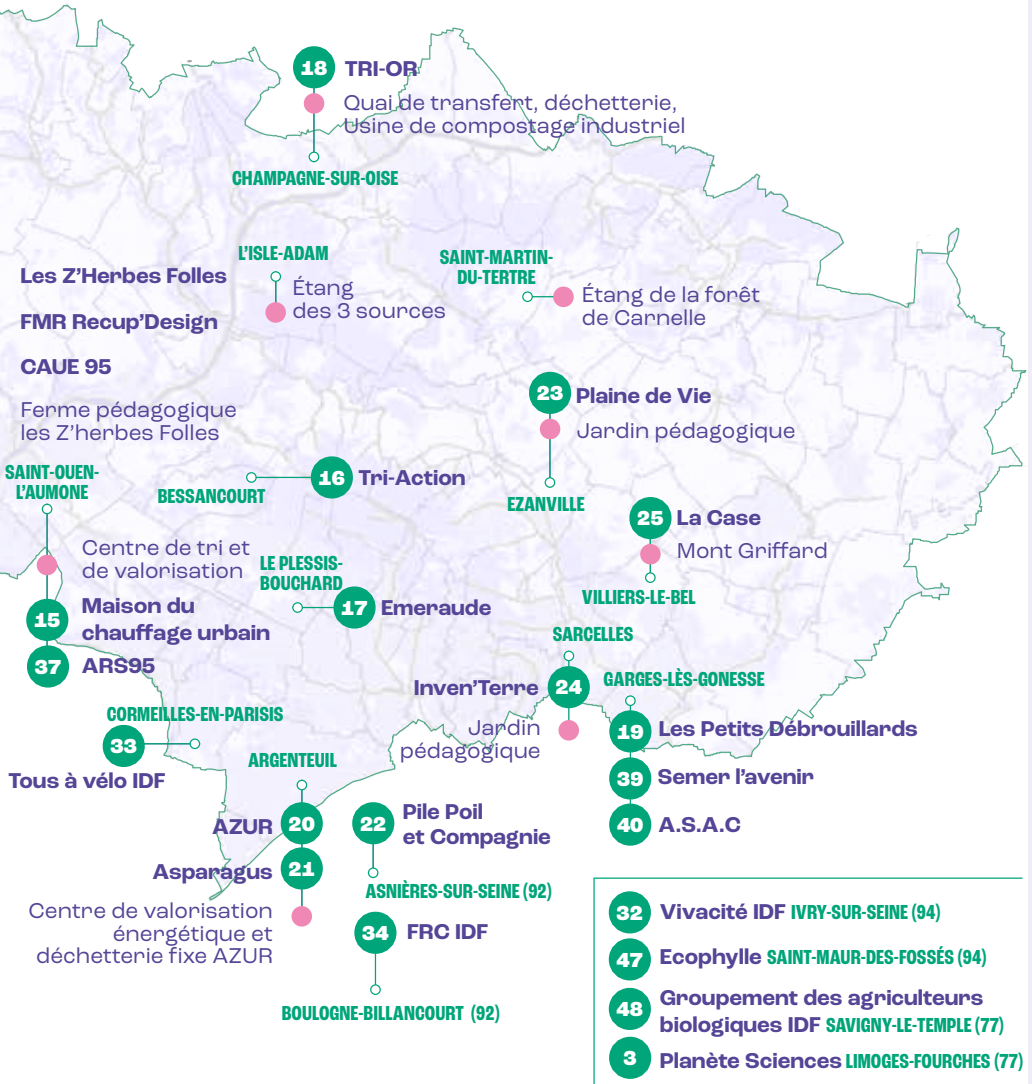 18 TRI-OR
Quai de transfert, déchetterie,
Usine de compostage industriel
CHAMPAGNE-SUR-OISE
L'ISLE-ADAM
Étang
des 3 sources
SAINT-MARTIN-
DU-TERTRE
Étang de la forêt
de Carnelle
Les Z'Herbes Folles
FMR Recup'Design
CAUE 95
Ferme pédagogique
les Z'herbes Folles
23 Plaine de Vie
Jardin pédagogique
EZANVILLE
SAINT-OUEN-
L'AUMONE
BESSANCOURT
16 Tri-Action
25 La Case
Mont Griffard
VILLIERS-LE-BEL
Centre de tri et
de valorisation
15 Maison du
chauffage urbain
37 ARS95
LE PLESSIS-
BOUCHARD
17 Emeraude
SARCELLES
Inven'Terre 24
Jardin
pédagogique
GARGES-LÈS-GONESSE
19 Les Petits Débrouillards
39 Semer l'avenir
40 A.S.A.C
CORMEILLES-EN-PARISIS
33
Tous à vélo IDF
ARGENTEUIL
AZUR 20
Asparagus 21
Centre de valorisation
énergétique et
déchetterie fixe AZUR
22 Pile Poil
et Compagnie
ASNIÈRES-SUR-SEINE (92)
34 FRC IDF
BOULOGNE-BILLANCOURT (92)
32 Vivacité IDF IVRY-SUR-SEINE (94)
47 Ecophylle SAINT-MAUR-DES-FOSSÉS (94)
48 Groupement des agriculteurs
biologiques IDF SAVIGNY-LE-TEMPLE (77)
3 Planète Sciences LIMOGES-FOURCHES (77)